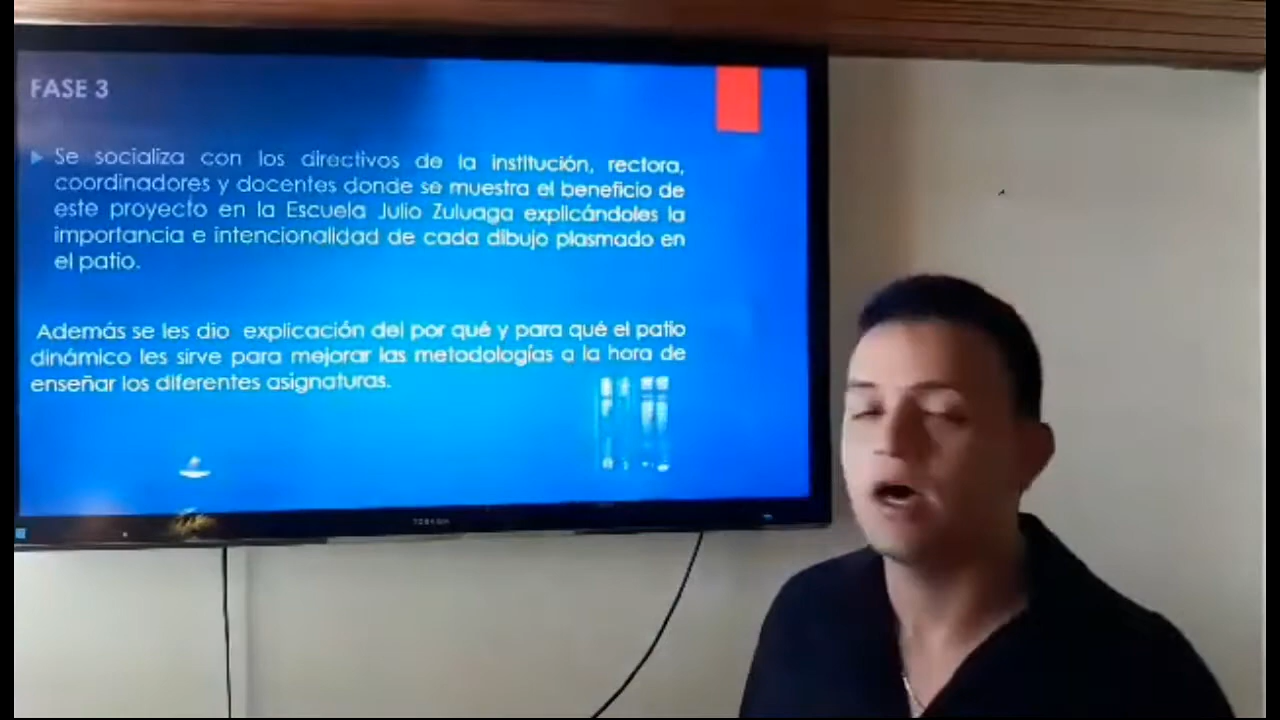 FASE 3
Se socializa con los directivos de la institución, rectora,
coordinadores y docentes donde se muestra el beneficio de
este proyecto en la Escuela Julio Zuluaga explicándoles la
importancia e intencionalidad de cada dibujo plasmado en
el patio.
Además se les dio explicación del por qué y para qué el patio
dinámico les sirve para mejorar las metodologías a la hora de
enseñar los diferentes asignaturas.
TOSHIBA